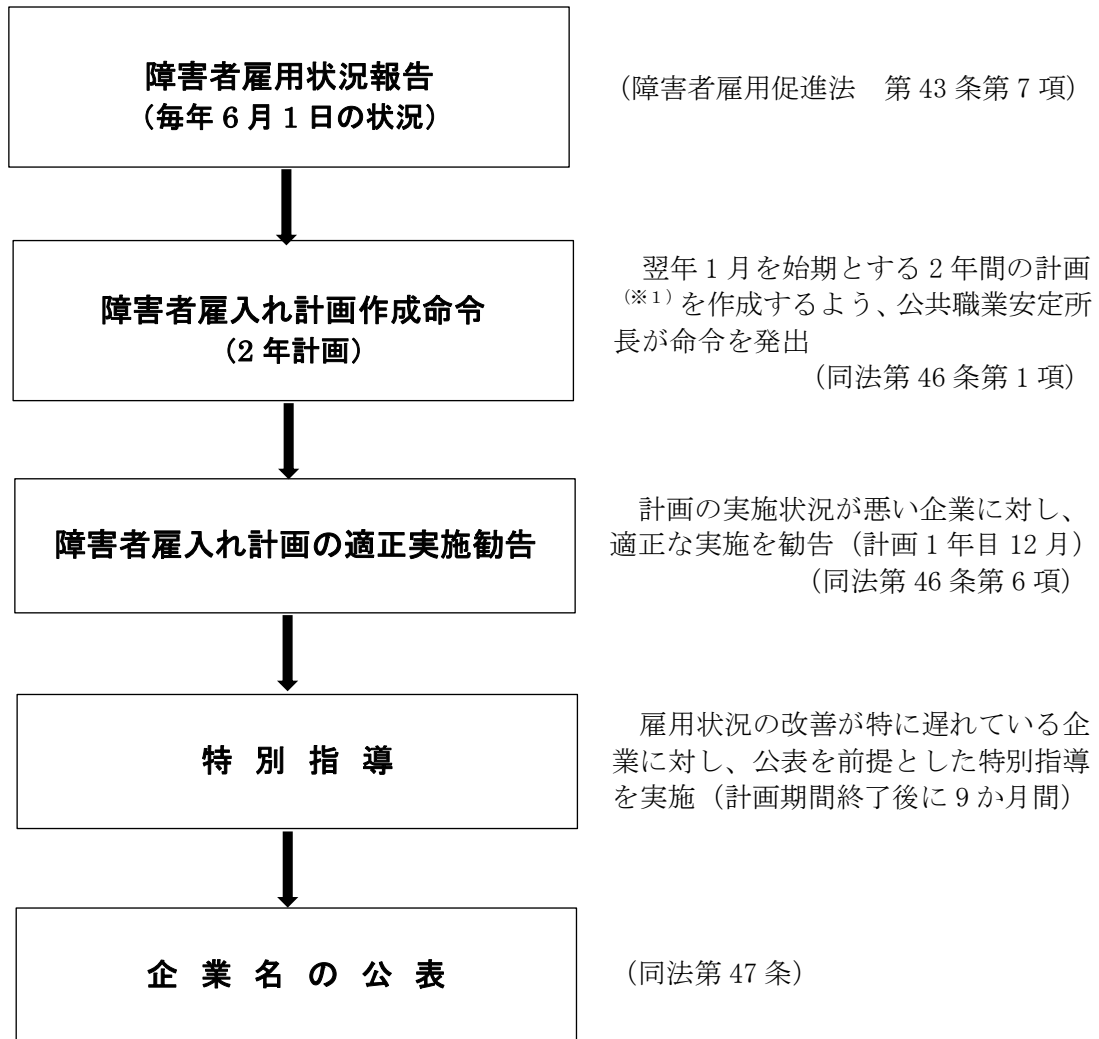 障害者雇用状況報告
（毎年6月1日の状況）
（障害者雇用促進法　第43条第7項）
障害者雇入れ計画作成命令
（2年計画）
翌年1月を始期とする2年間の計画
（※1）を作成するよう、公共職業安定所
長が命令を発出
（同法第46条第1項）
障害者雇入れ計画の適正実施勧告
計画の実施状況が悪い企業に対し、
適正な実施を勧告（計画1年目12月）
（同法第46条第6項）
特 別 指 導
雇用状況の改善が特に遅れている企
業に対し、公表を前提とした特別指導
を実施（計画期間終了後に9か月間）
企 業 名 の 公 表
（同法第47条）